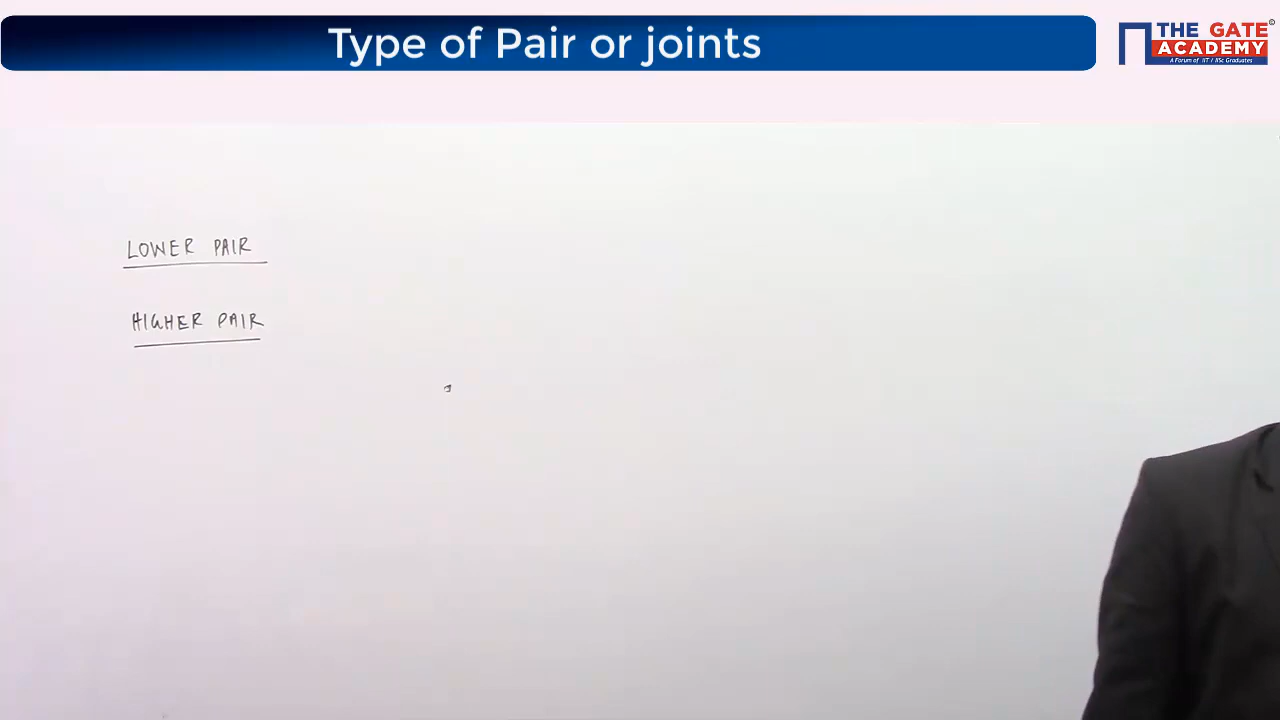 Type of Pair or joints
THE GATE
ACADEMY
A Forum of IIT / IISc Graduates
LOWER PAIR
HIGHER PAIR